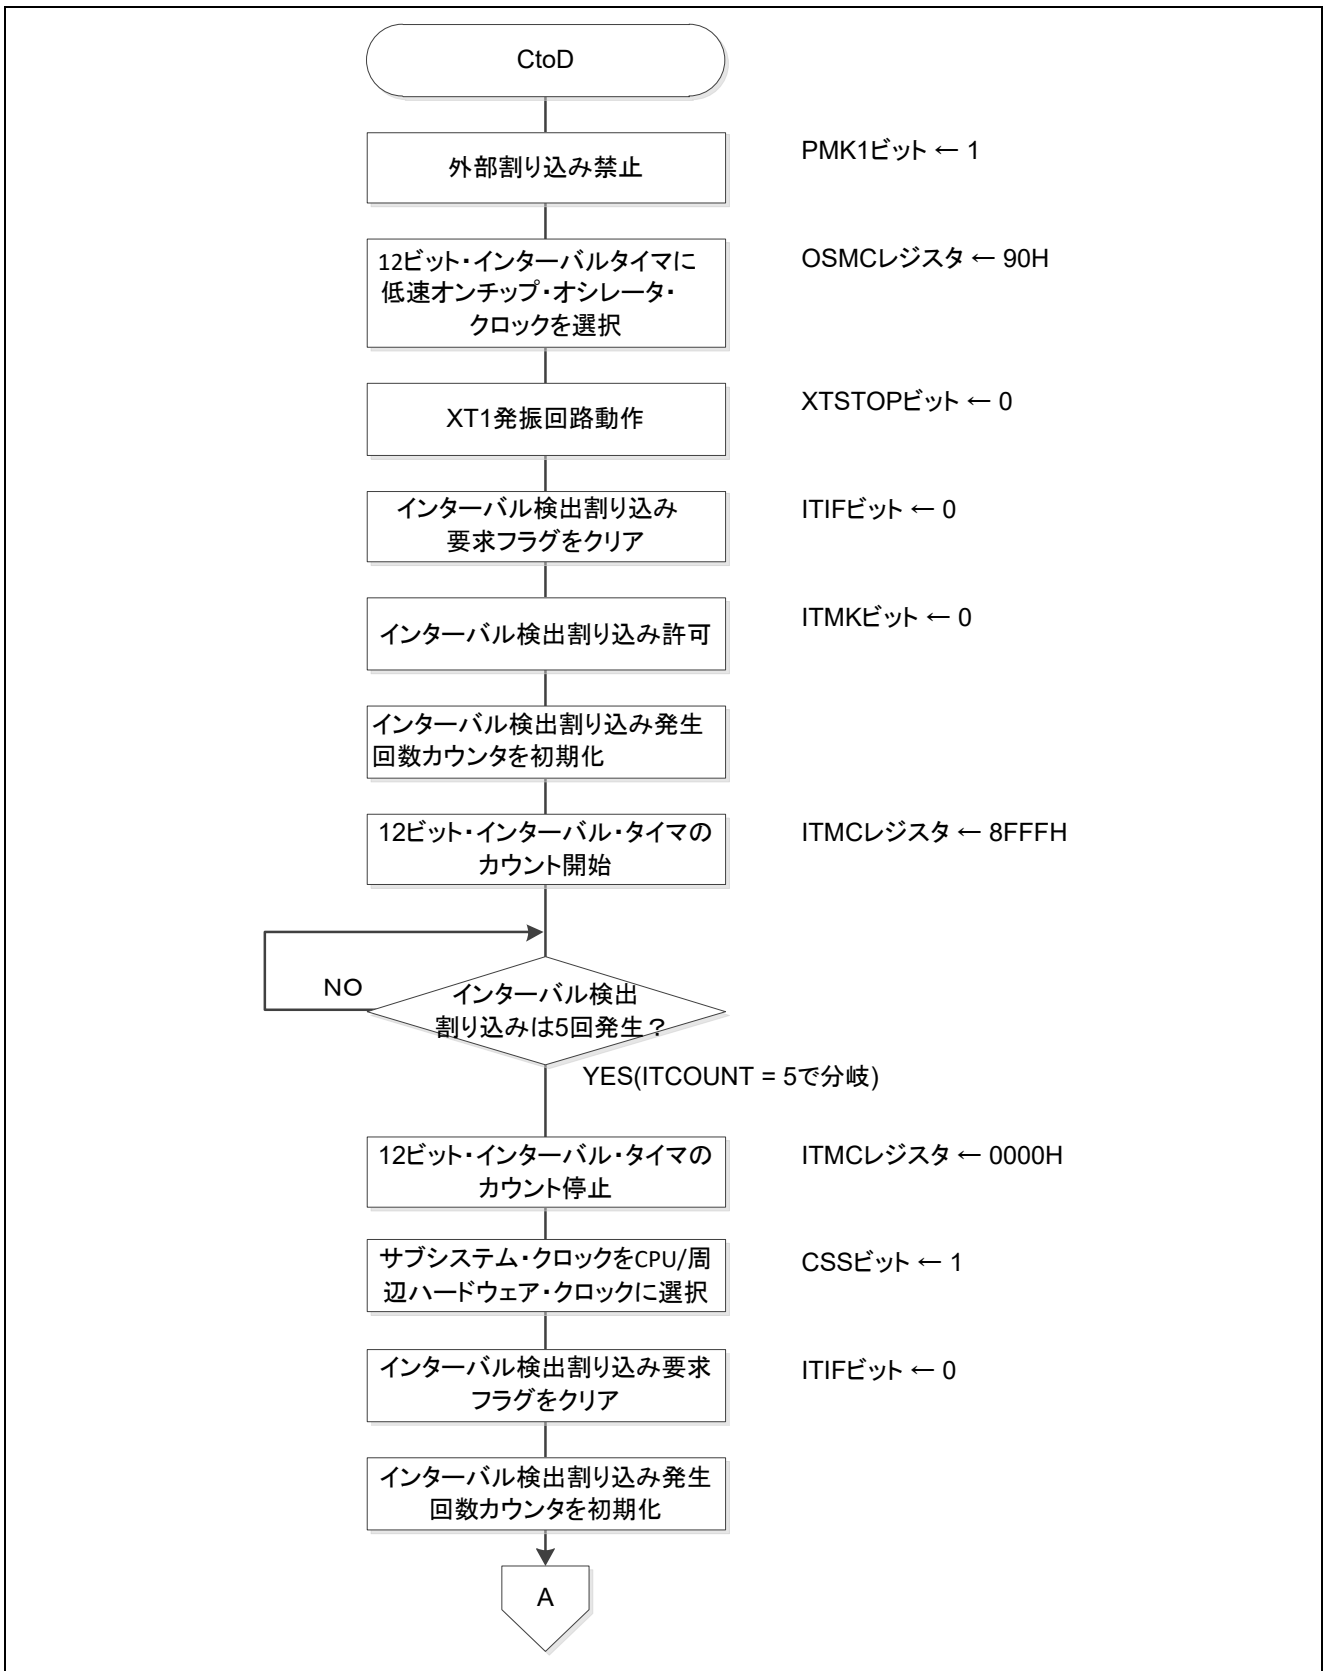 CtoD
外部割り込み禁止
PMK1ビット ← 1
12ビット・インターバルタイマに
低速オンチップ・オシレータ・
クロックを選択
OSMCレジスタ ← 90H
XT1発振回路動作
XTSTOPビット ← 0
インターバル検出割り込み
要求フラグをクリア
ITIFビット ← 0
インターバル検出割り込み許可
ITMKビット ← 0
インターバル検出割り込み発生
回数カウンタを初期化
12ビット・インターバル・タイマの
カウント開始
ITMCレジスタ ← 8FFFH
NO
インターバル検出
割り込みは5回発生？
YES(ITCOUNT = 5で分岐)
12ビット・インターバル・タイマの
カウント停止
ITMCレジスタ ← 0000H
サブシステム・クロックをCPU/周
辺ハードウェア・クロックに選択
CSSビット ← 1
インターバル検出割り込み要求
フラグをクリア
ITIFビット ← 0
インターバル検出割り込み発生
回数カウンタを初期化
A